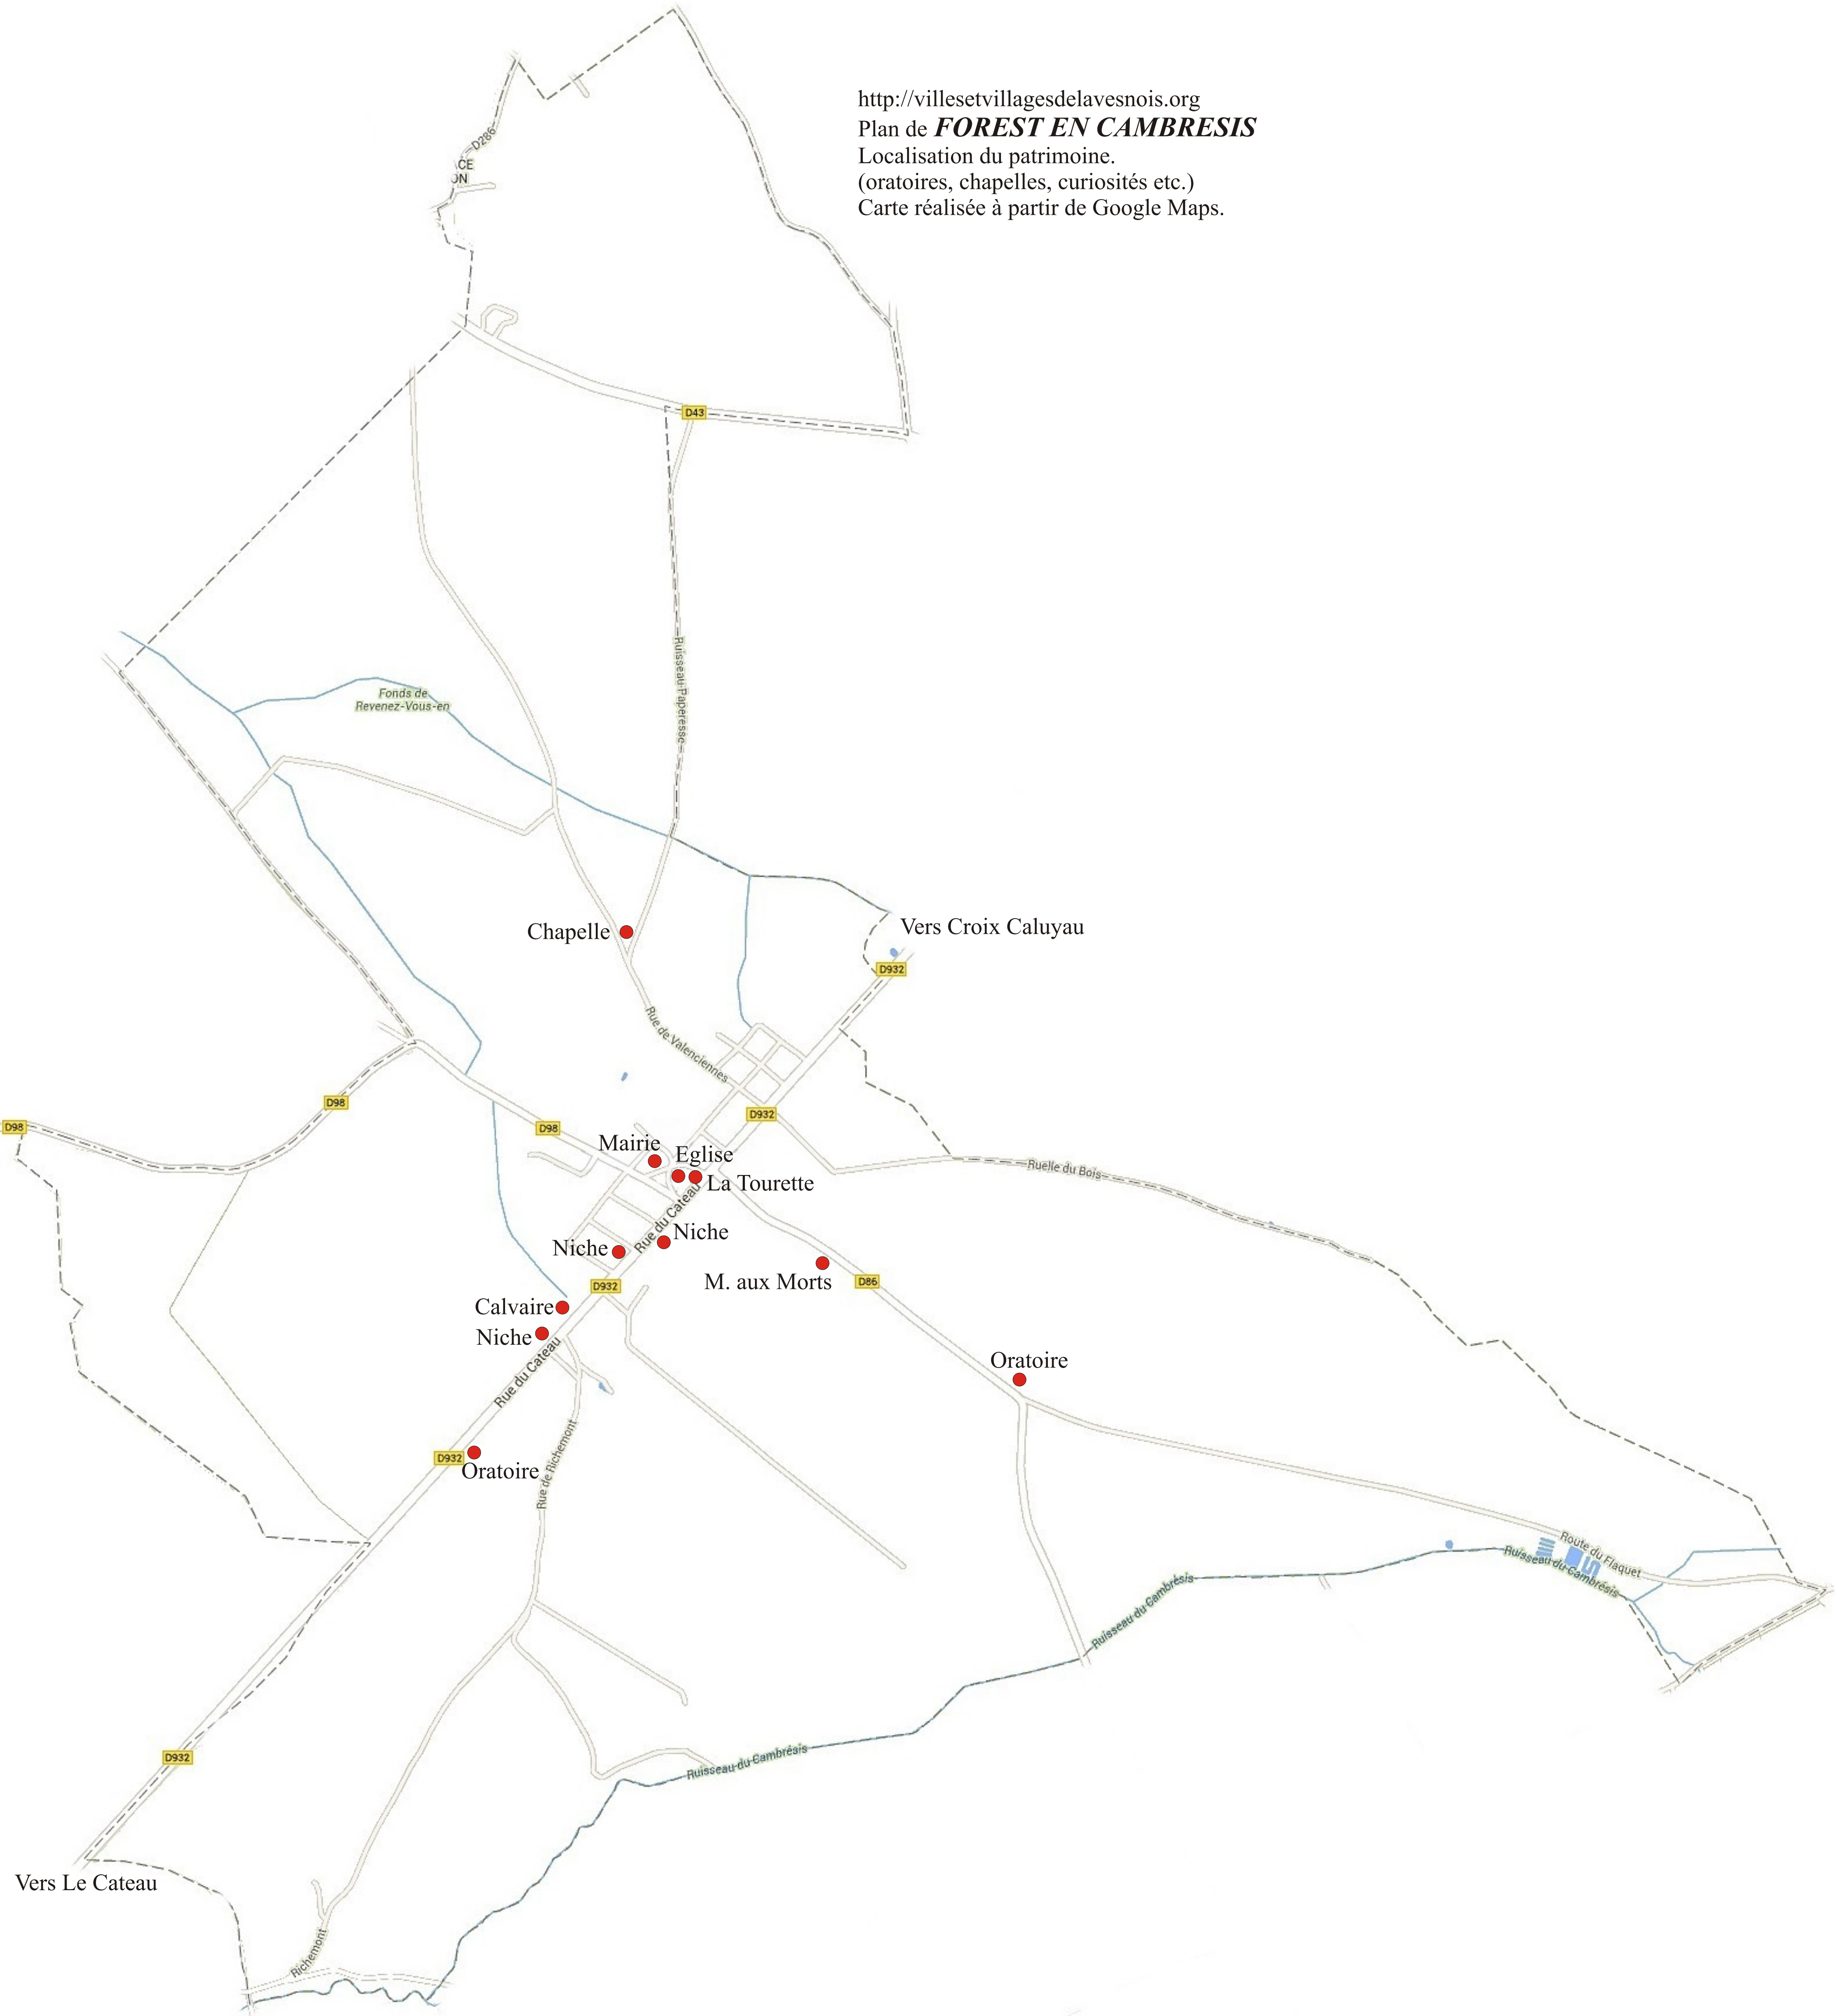 http://villesetvillagesdelavesnois.org
Plan de FOREST EN CAMBRESIS
Localisation du patrimoine.
(oratoires, chapelles, curiosités etc.)
Carte réalisée à partir de Google Maps.
D286
CE
ON
D43
Ruisseau Paperesse
Fonds de
Revenez-Vous-en
Chapelle
Vers Croix Caluyau
D932
Rue de Valenciennes
D98
D98
D98
D932
Mairie
Eglise
La Tourette
Ruelle du Bois
Rue du Cateau
Niche
Niche
M. aux Morts
D86
D932
Calvaire
Niche
Rue du Cateau
Oratoire
D932
Oratoire
Rue de Richemont
Route du Flaquet
Ruisseau du Cambrésis
Ruisseau du Cambrésis
Ruisseau du Cambrésis
D932
Vers Le Cateau
Richemont